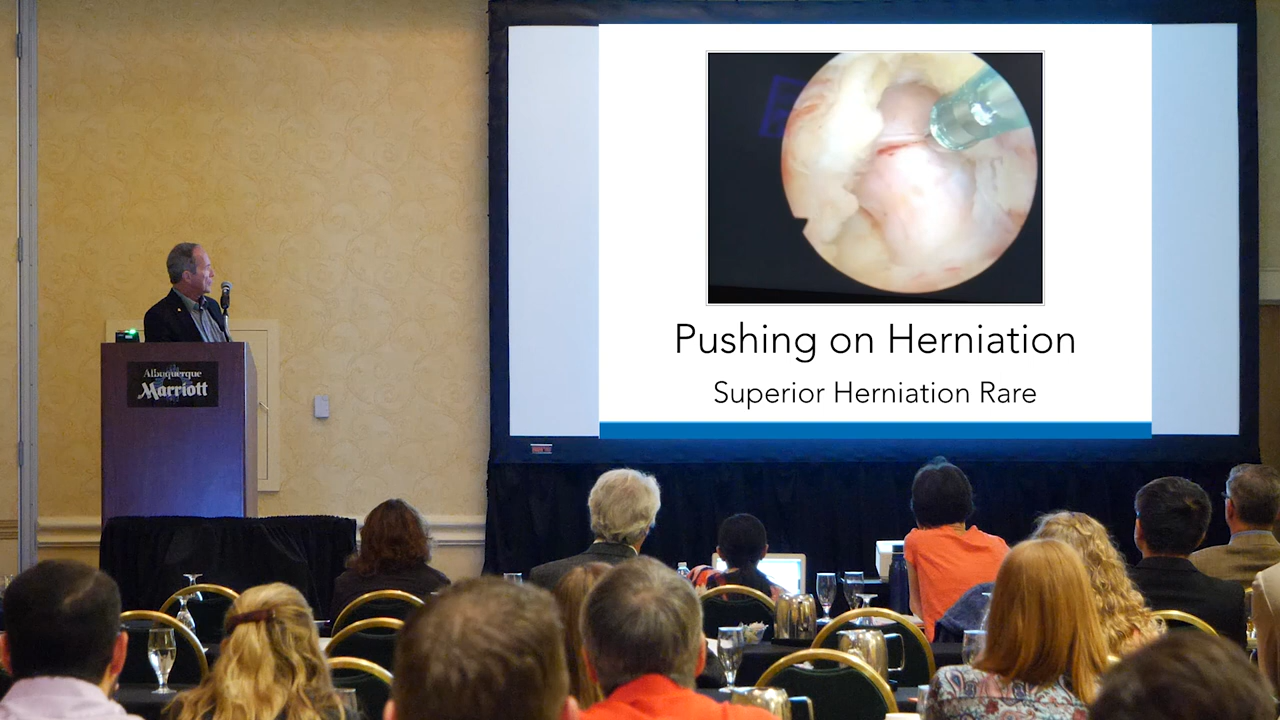 Pushing on Herniation
Superior Herniation Rare
Albuquerque
Marriott